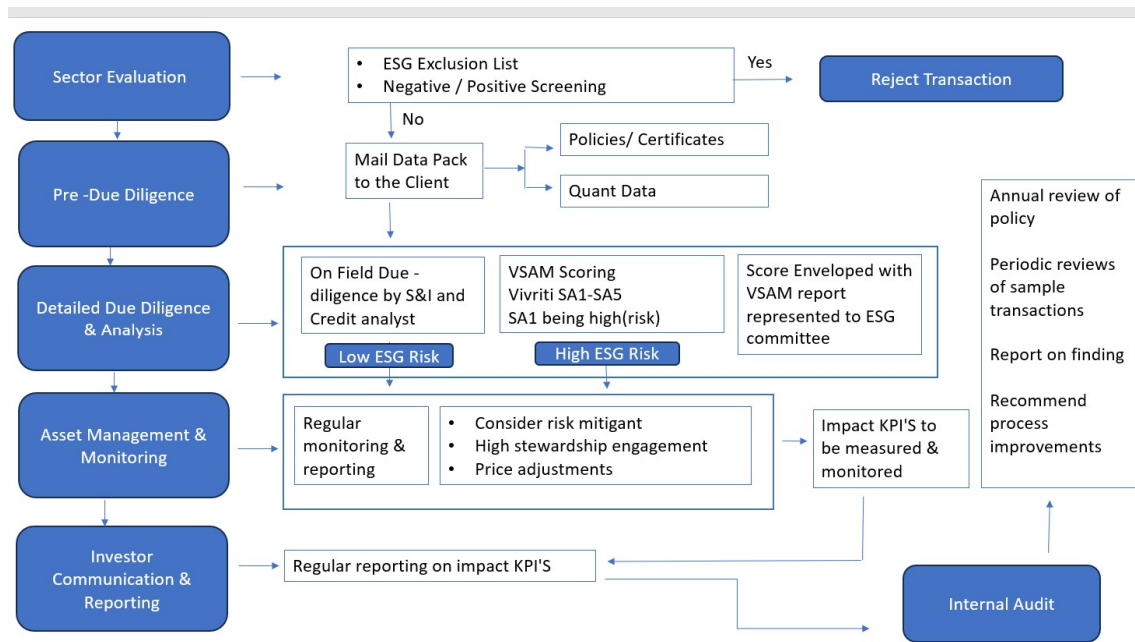 Sector Evaluation
• ESG Exclusion List
• Negative / Positive Screening
Yes
Reject Transaction
No
Pre -Due Diligence
Mail Data Pack
to the Client
Policies/ Certificates
Quant Data
Detailed Due Diligence
& Analysis
On Field Due -
diligence by S&I and
Credit analyst
VSAM Scoring
Vivriti SA1-SA5
SA1 being high(risk)
Score Enveloped with
VSAM report
represented to ESG
committee
Low ESG Risk
High ESG Risk
Asset Management &
Monitoring
Regular
monitoring &
reporting
• Consider risk mitigant
• High stewardship engagement
• Price adjustments
Impact KPI'S to
be measured &
monitored
Annual review of
policy
Periodic reviews
of sample
transactions
Report on finding
Recommend
process
improvements
Investor
Communication &
Reporting
Regular reporting on impact KPI'S
Internal Audit